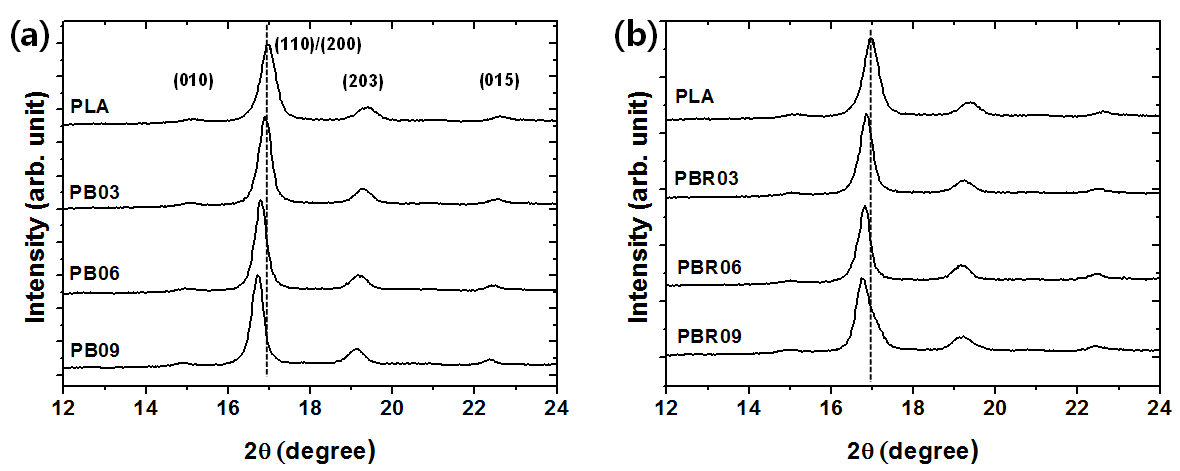 (a)
Intensity (arb. unit)
(110)/(200)
(010)
(203)
(015)
PLA
PB03
PB06
PB09
12 14 16 18 20 22 24
2θ (degree)
(b)
Intensity (arb. unit)
PLA
PBR03
PBR06
PBR09
12 14 16 18 20 22 24
2θ (degree)